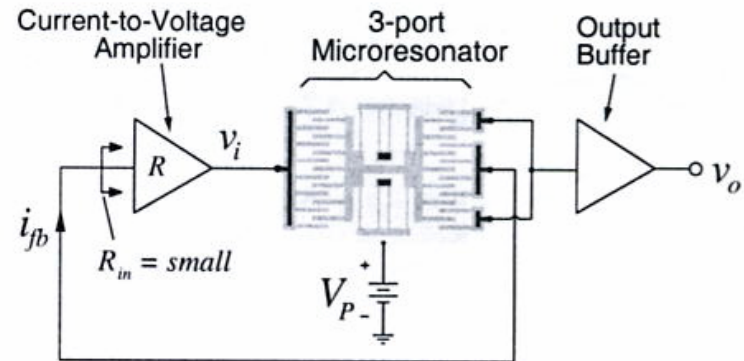 Current-to-Voltage
Amplifier
3-port
Microresonator
Output
Buffer
R
v_i
v_o
i_fb
R_in = small
+
V_P
−